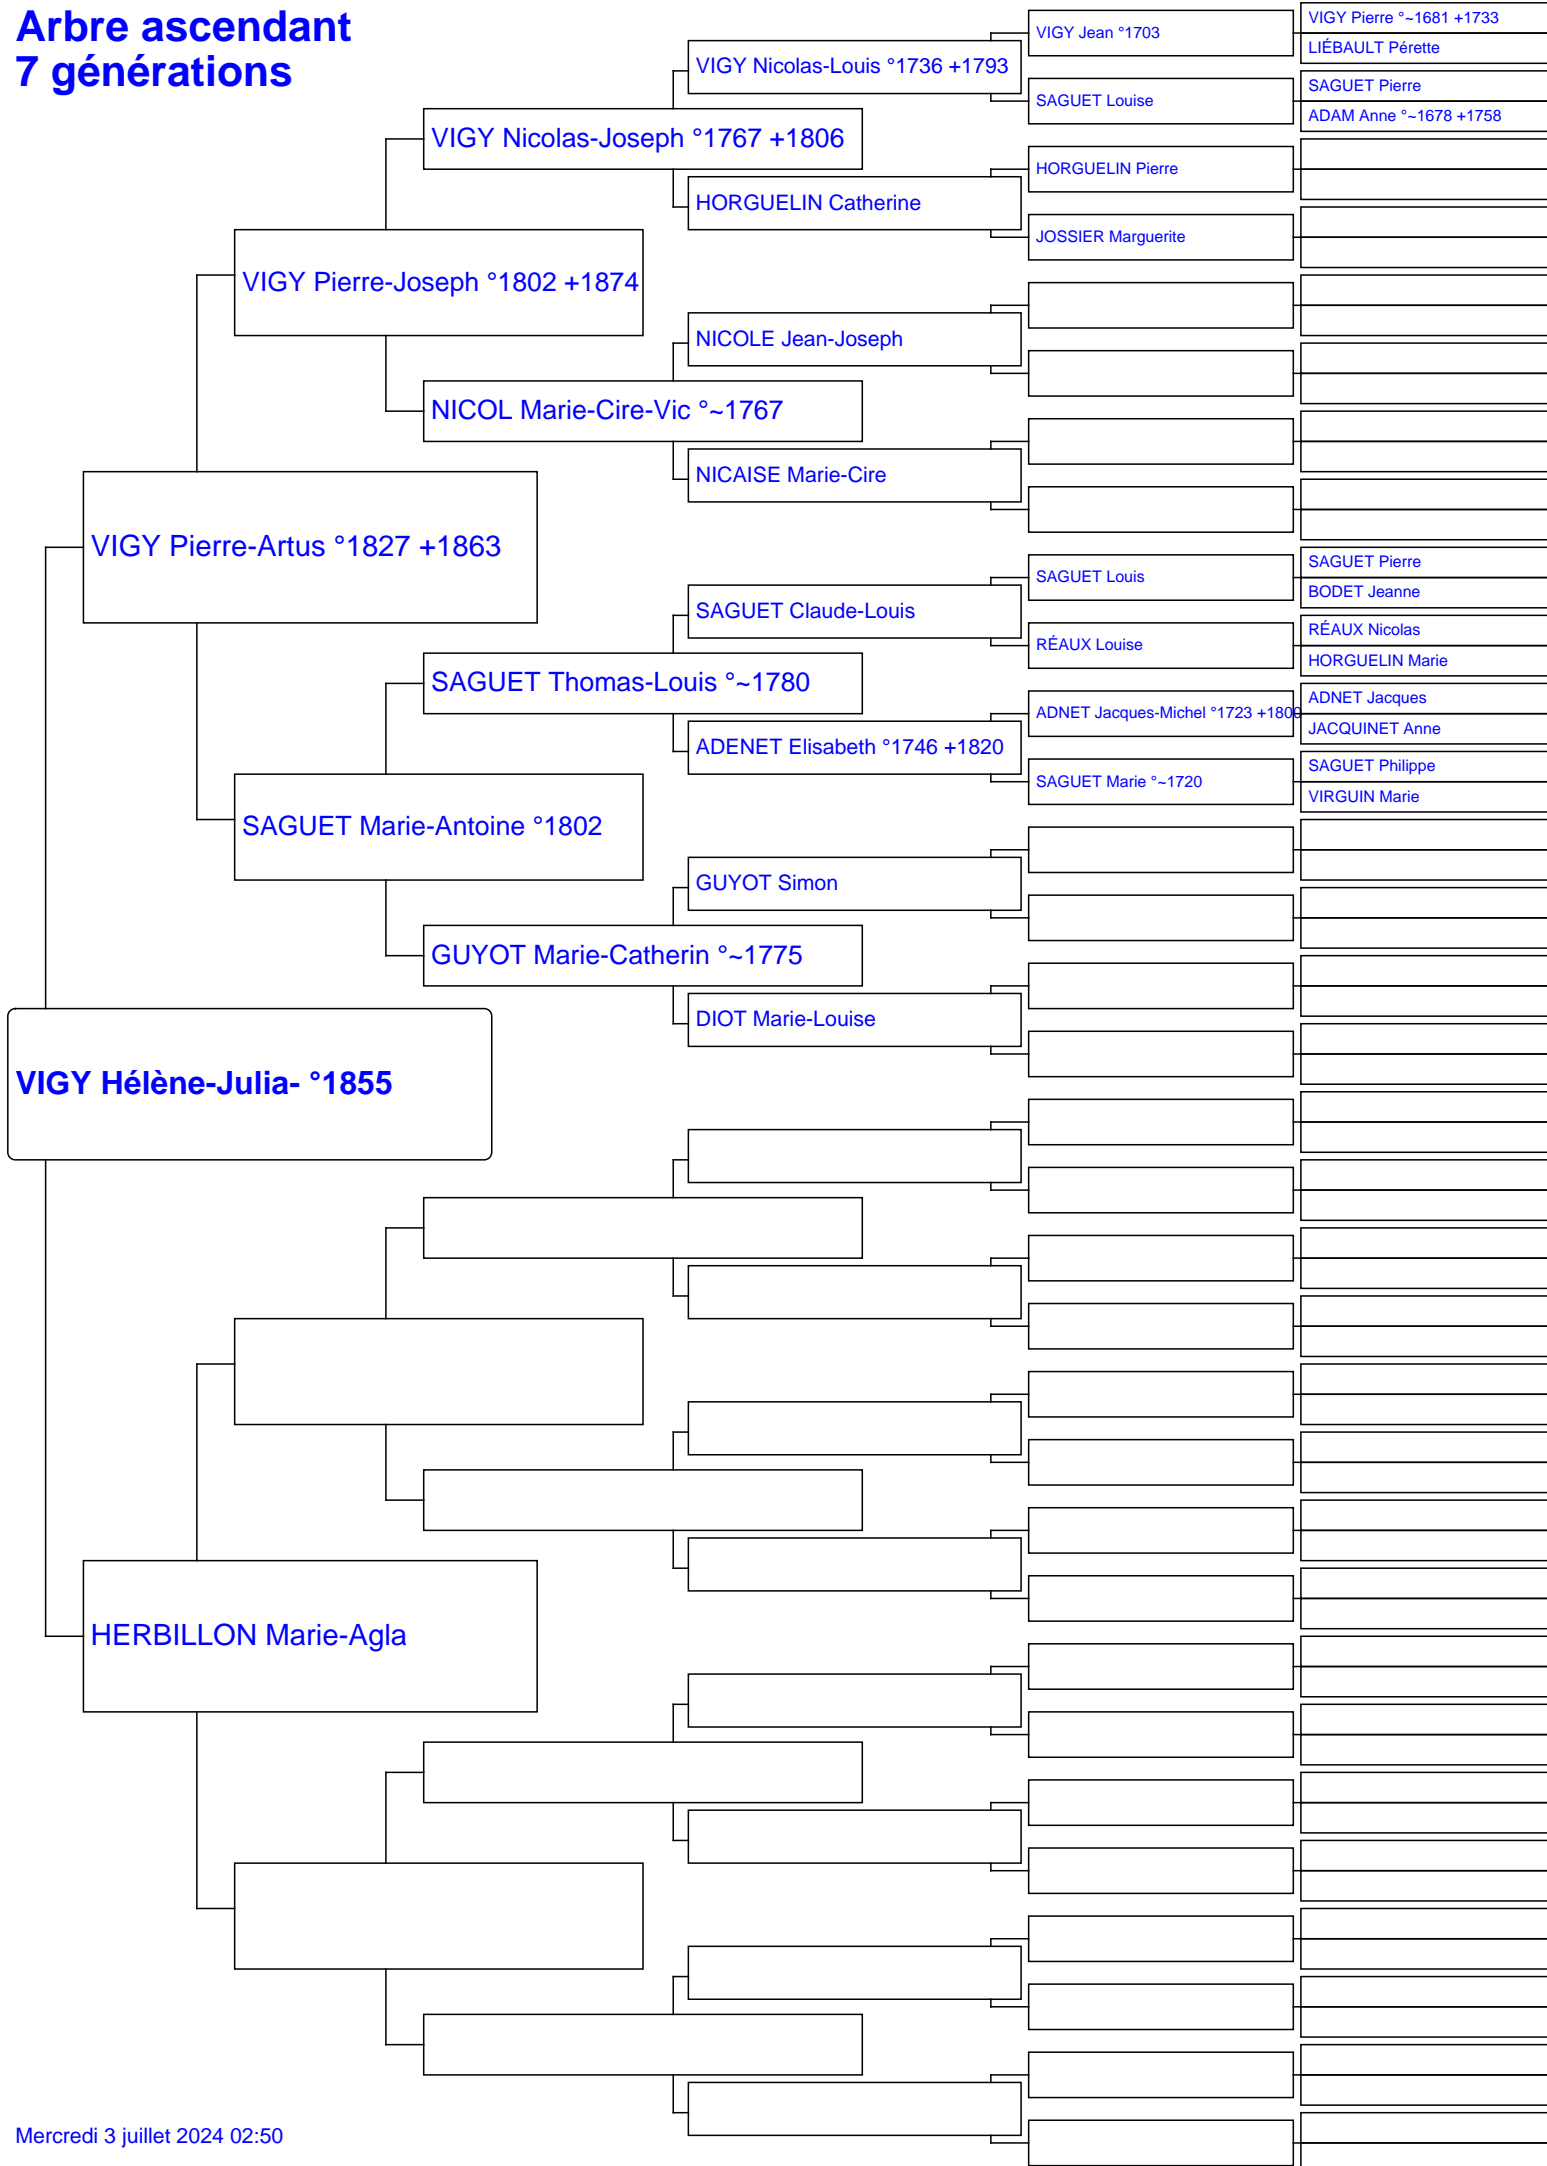 Arbre ascendant
7 générations
VIGY Pierre °~1681 +1733
VIGY Jean °1703
LIÉBAULT Pérette
VIGY Nicolas-Louis °1736 +1793
SAGUET Pierre
SAGUET Louise
ADAM Anne °~1678 +1758
VIGY Nicolas-Joseph °1767 +1806
HORGUELIN Pierre
HORGUELIN Catherine
JOSSIER Marguerite
VIGY Pierre-Joseph °1802 +1874
NICOLE Jean-Joseph
NICOL Marie-Cire-Vic °~1767
NICAISE Marie-Cire
VIGY Pierre-Artus °1827 +1863
SAGUET Pierre
SAGUET Louis
BODET Jeanne
SAGUET Claude-Louis
RÉAUX Nicolas
RÉAUX Louise
HORGUELIN Marie
SAGUET Thomas-Louis °~1780
ADNET Jacques
ADNET Jacques-Michel °1723 +1800
JACQUINET Anne
ADENET Elisabeth °1746 +1820
SAGUET Philippe
SAGUET Marie °~1720
VIRGUIN Marie
SAGUET Marie-Antoine °1802
GUYOT Simon
GUYOT Marie-Catherin °~1775
DIOT Marie-Louise
VIGY Hélène-Julia- °1855
HERBILLON Marie-Agla
Mercredi 3 juillet 2024 02:50